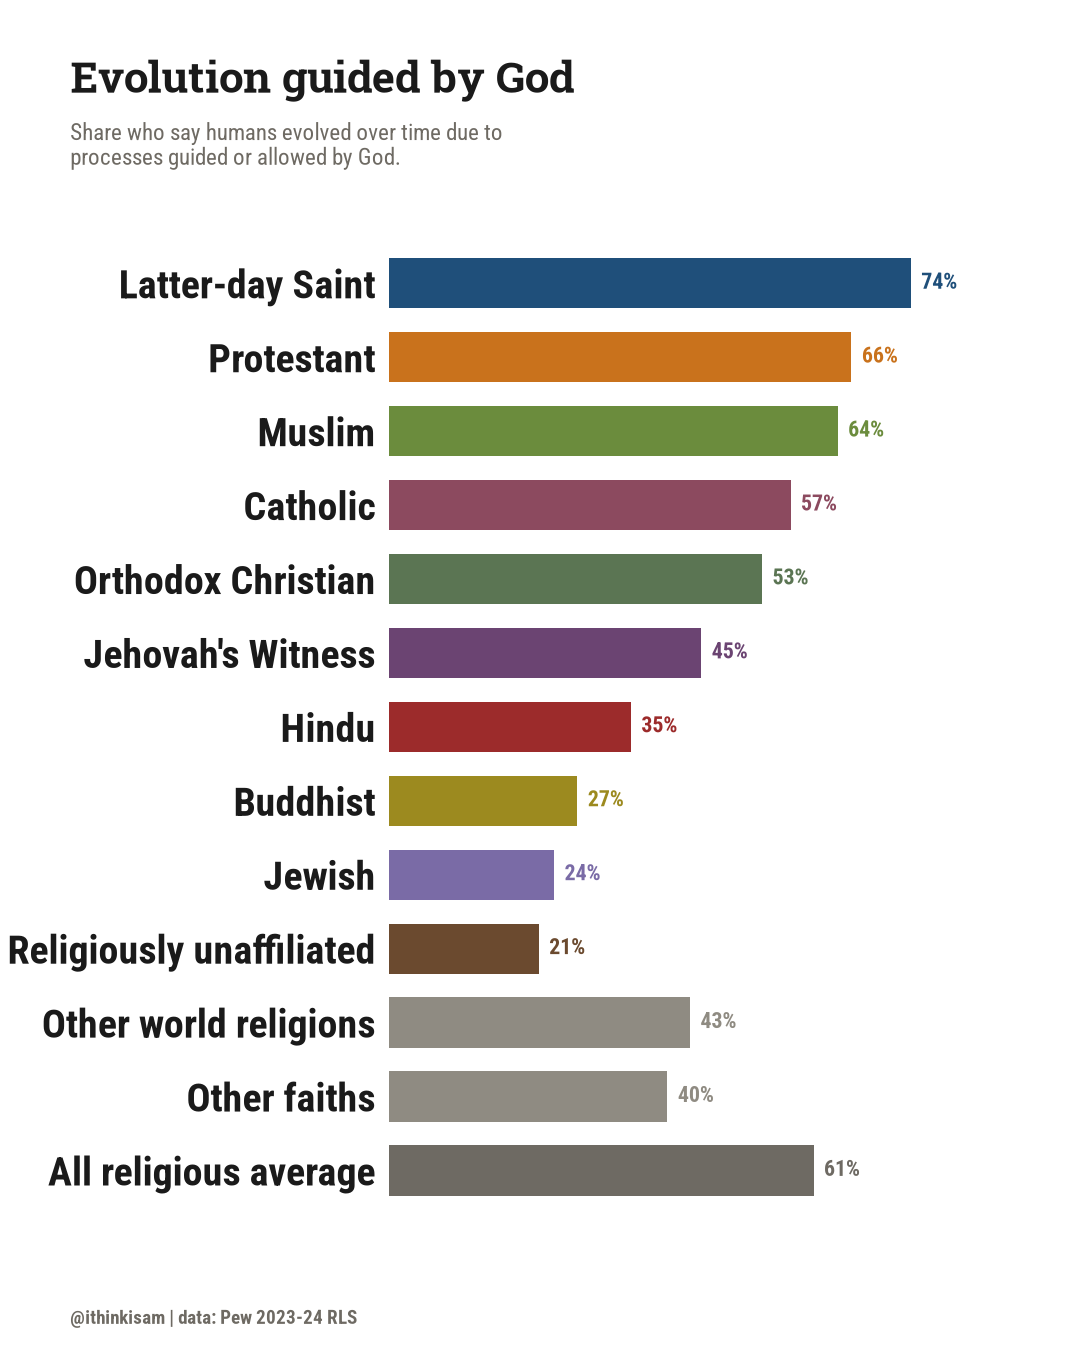 Evolution guided by God
Share who say humans evolved over time due to
processes guided or allowed by God.
Latter-day Saint 74%
Protestant 66%
Muslim 64%
Catholic 57%
Orthodox Christian 53%
Jehovah's Witness 45%
Hindu 35%
Buddhist 27%
Jewish 24%
Religiously unaffiliated 21%
Other world religions 43%
Other faiths 40%
All religious average 61%
@ithinkisam | data: Pew 2023-24 RLS